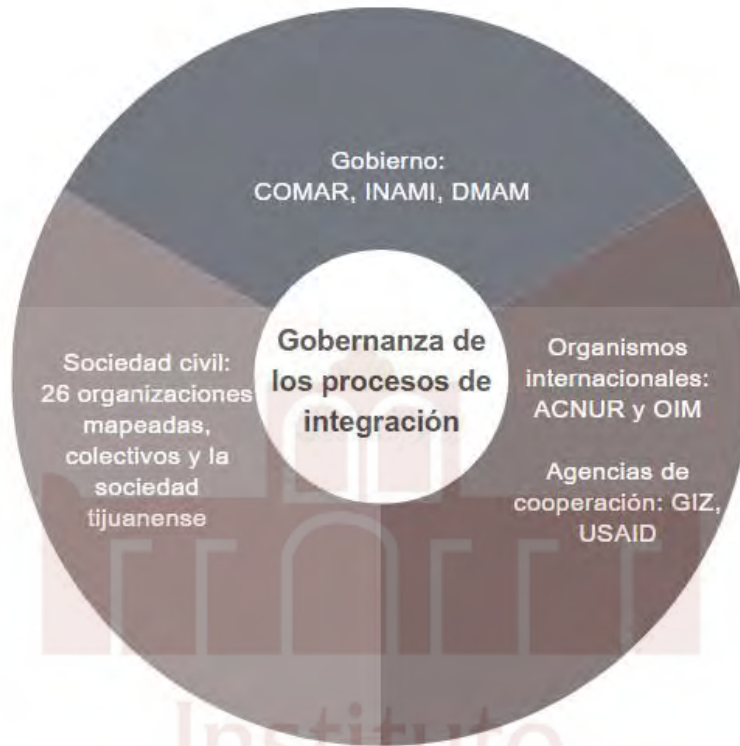 Gobierno:
COMAR, INAMI, DMAM
Gobernanza de
los procesos de
integración
Sociedad civil:
26 organizaciones
mapeadas,
colectivos y la
sociedad
tijuanense
Organismos
internacionales:
ACNUR y OIM
Agencias de
cooperación: GIZ,
USAID
Instituto